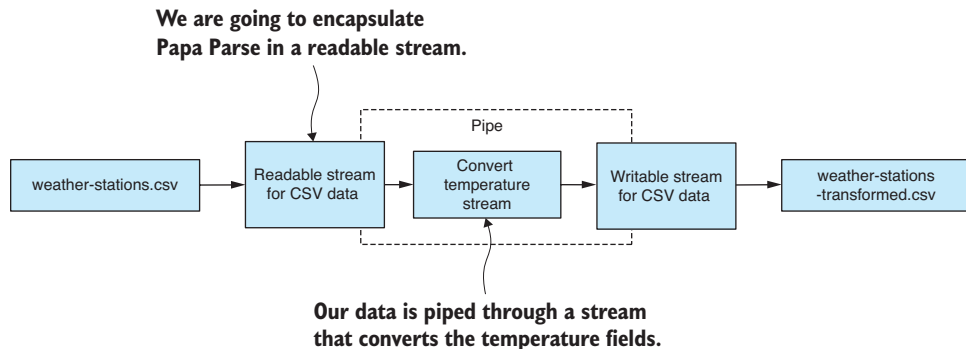 We are going to encapsulate
Papa Parse in a readable stream.
Pipe
weather-stations.csv
Readable stream
for CSV data
Convert
temperature
stream
Writable stream
for CSV data
weather-stations
-transformed.csv
Our data is piped through a stream
that converts the temperature fields.